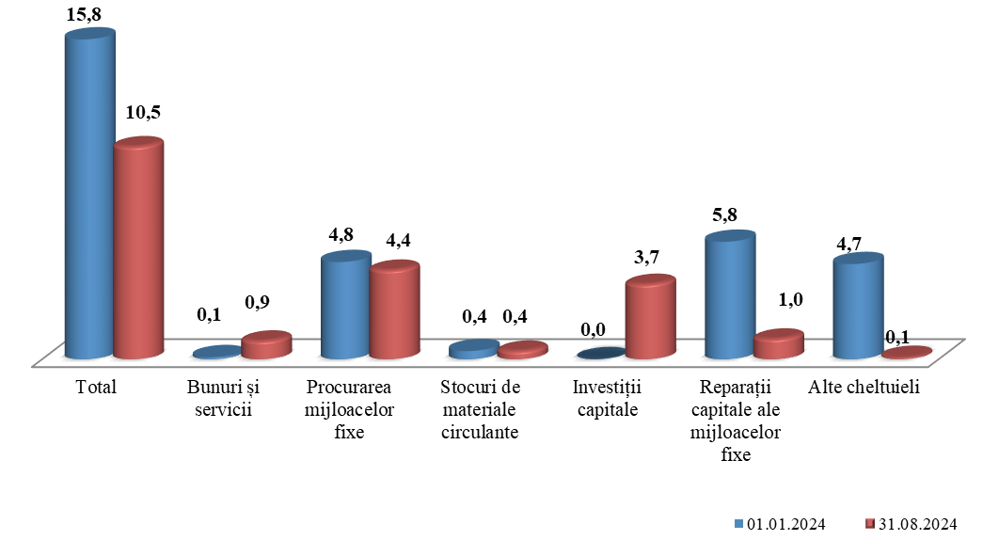 15,8
10,5
0,1
0,9
4,8
4,4
0,4
0,4
0,0
3,7
5,8
1,0
4,7
0,1
Total
Bunuri și
servicii
Procurarea
mijloacelor
fixe
Stocuri de
materiale
circulante
Investiții
capitale
Reparații
capitale ale
mijloacelor
fixe
Alte cheltuieli
01.01.2024
31.08.2024